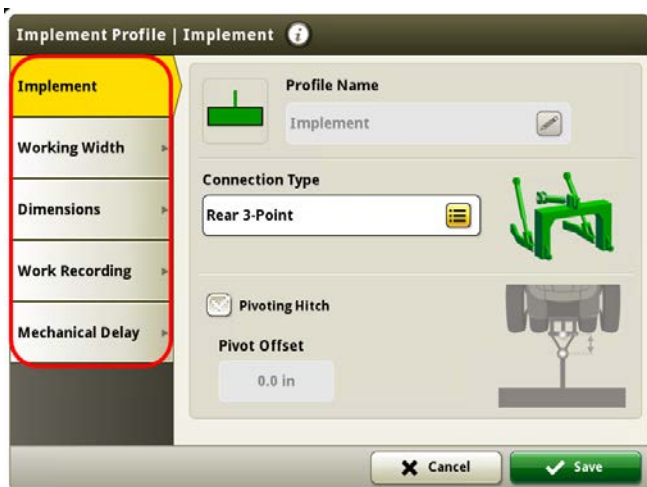 Implement Profile | Implement
Implement
Working Width
Dimensions
Work Recording
Mechanical Delay
Profile Name
Implement
Connection Type
Rear 3-Point
Pivoting Hitch
Pivot Offset
0.0 in
Cancel
Save